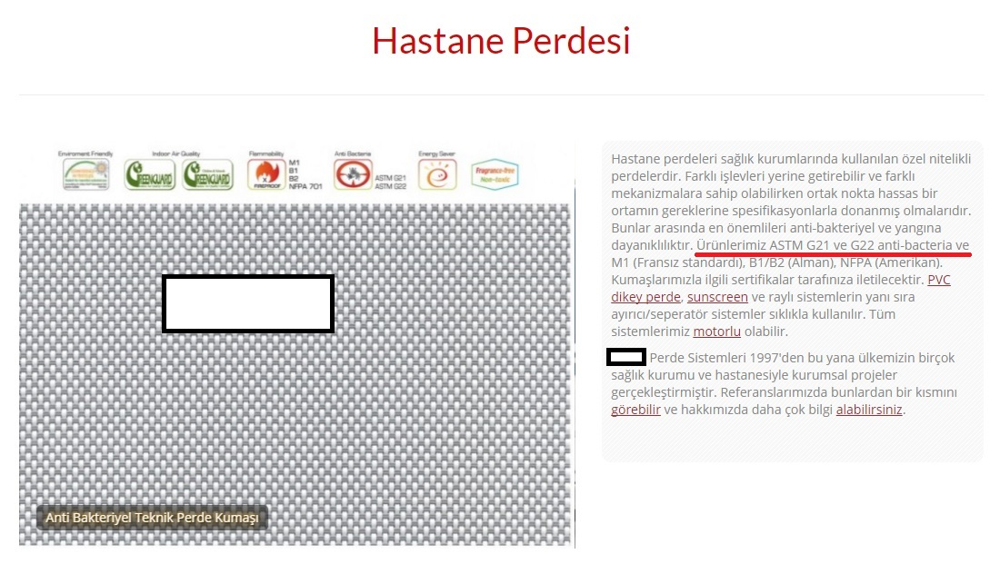 Hastane Perdesi
Enviroment Friendly
Indoor Air Quality
Flammability
Anti Bacteria
Energy Saver
GREENGUARD
GREENGUARD
FIREPROOF
M1
B1
B2
NFPA 701
ASTM G21
ASTM G22
Fragrance-free
Non-toxic
Anti Bakteriyel Teknik Perde Kumaşı
Hastane perdeleri sağlık kurumlarında kullanılan özel nitelikli
perdelerdir. Farklı işlevleri yerine getirebilir ve farklı
mekanizmalara sahip olabilirken ortak nokta hassas bir
ortamın gereklerine spesifikasyonlarla donanmış olmalarıdır.
Bunlar arasında en önemlileri anti-bakteriyel ve yangına
dayanıklılıktır. Ürünlerimiz ASTM G21 ve G22 anti-bacteria ve
M1 (Fransız standardı), B1/B2 (Alman), NFPA (Amerikan).
Kumaşlarımızla ilgili sertifikalar tarafınıza iletilecektir. PVC
dikey perde, sunscreen ve raylı sistemlerin yanı sıra
ayırıcı/seperatör sistemler sıklıkla kullanılır. Tüm
sistemlerimiz motorlu olabilir.
Perde Sistemleri 1997'den bu yana ülkemizin birçok
sağlık kurumu ve hastanesiyle kurumsal projeler
gerçekleştirmiştir. Referanslarımızda bunlardan bir kısmını
görebilir ve hakkımızda daha çok bilgi alabilirsiniz.